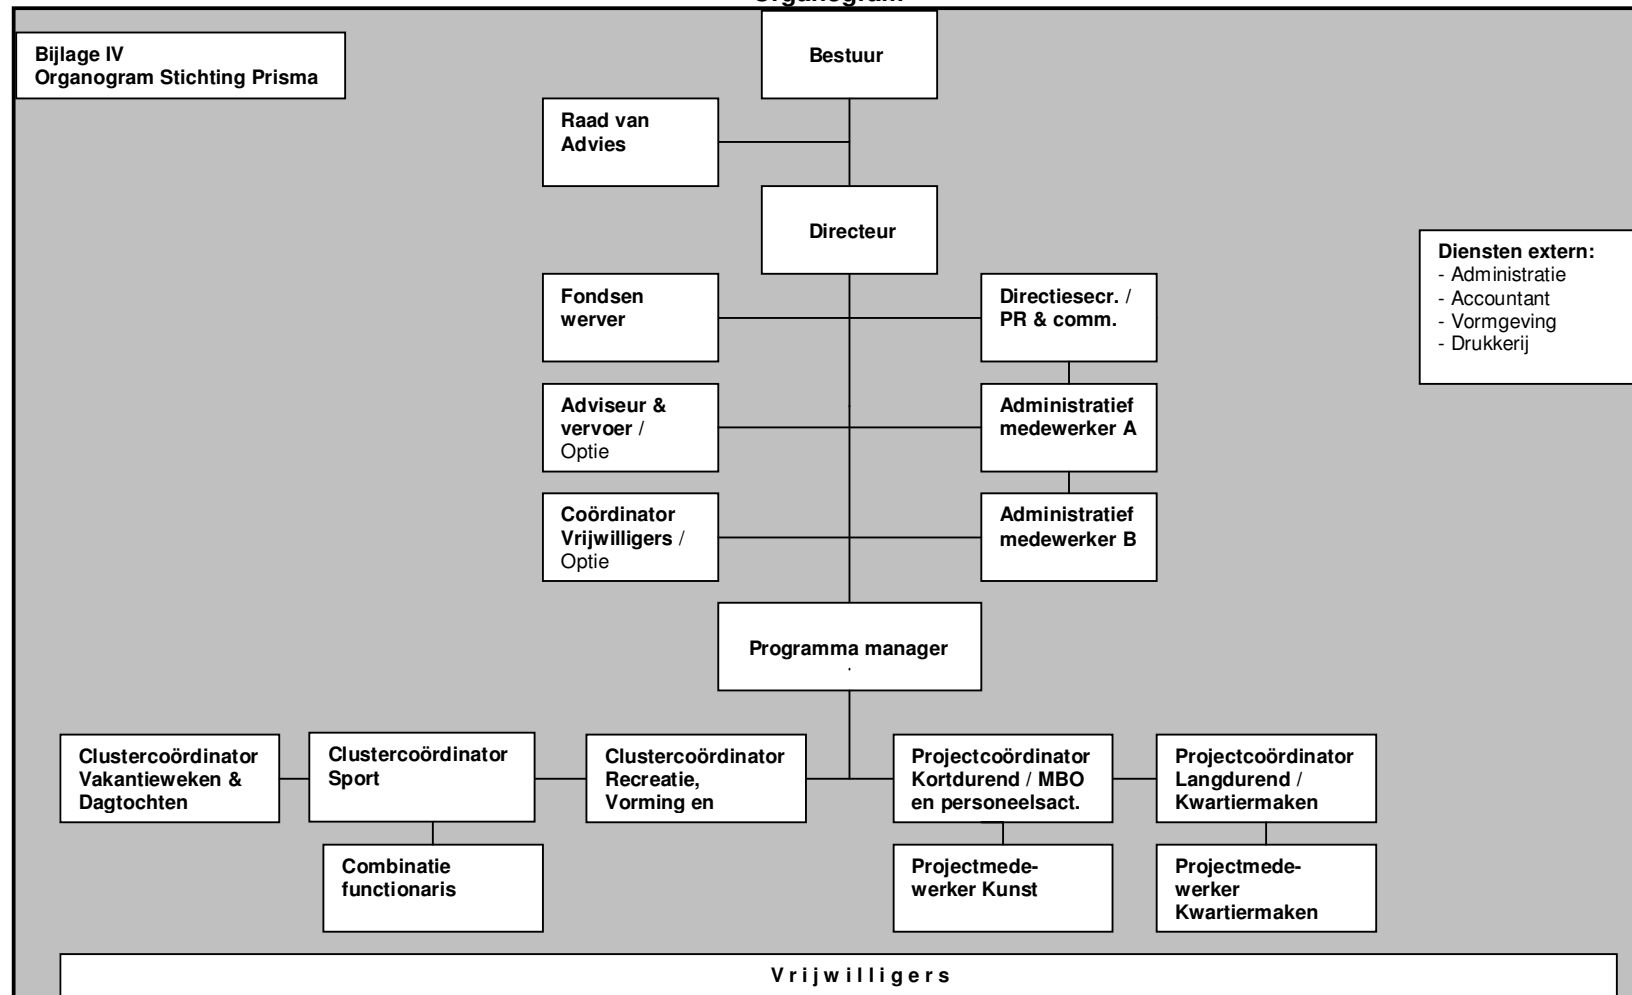 Organogram
Bijlage IV
Organogram Stichting Prisma
Bestuur
Raad van
Advies
Directeur
Diensten extern:
- Administratie
- Accountant
- Vormgeving
- Drukkerij
Fondsen
werver
Directiesecr. /
PR & comm.
Adviseur &
vervoer /
Optie
Administratief
medewerker A
Coördinator
Vrijwilligers /
Optie
Administratief
medewerker B
Programma manager
.
Clustercoördinator
Vakantieweken &
Dagtochten
Clustercoördinator
Sport
Clustercoördinator
Recreatie,
Vorming en
Projectcoördinator
Kortdurend / MBO
en personeelsact.
Projectcoördinator
Langdurend /
Kwartiermaken
Combinatie
functionaris
Projectmede-
werker Kunst
Projectmede-
werker
Kwartiermaken
Vrijwilligers